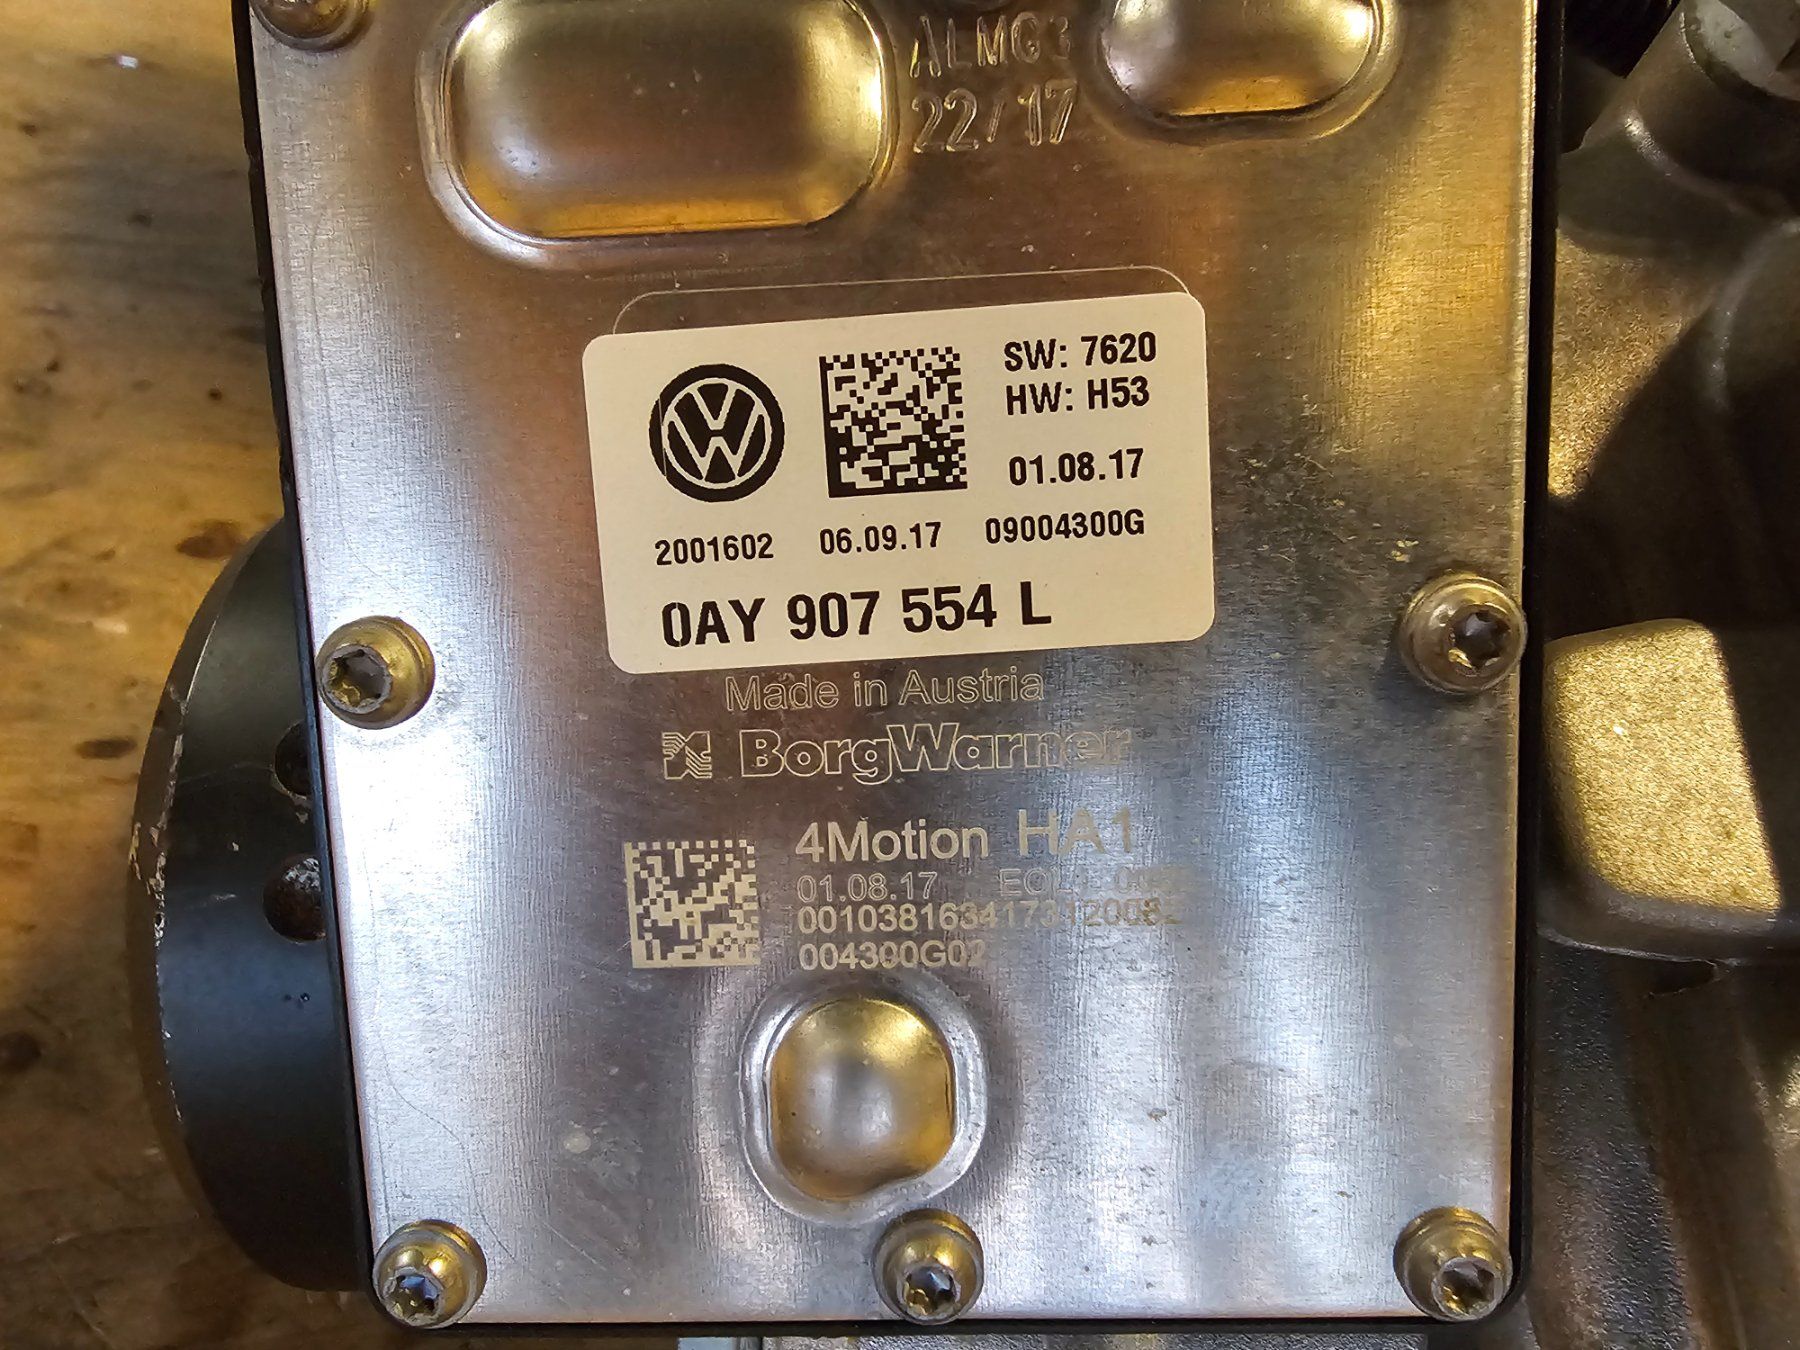 ALMG3
22/17
SW: 7620
HW: H53
01.08.17
2001602 06.09.17 09004300G
0AY 907 554 L
Made in Austria
BorgWarner
4Motion HA1
01.08.17
004300G02